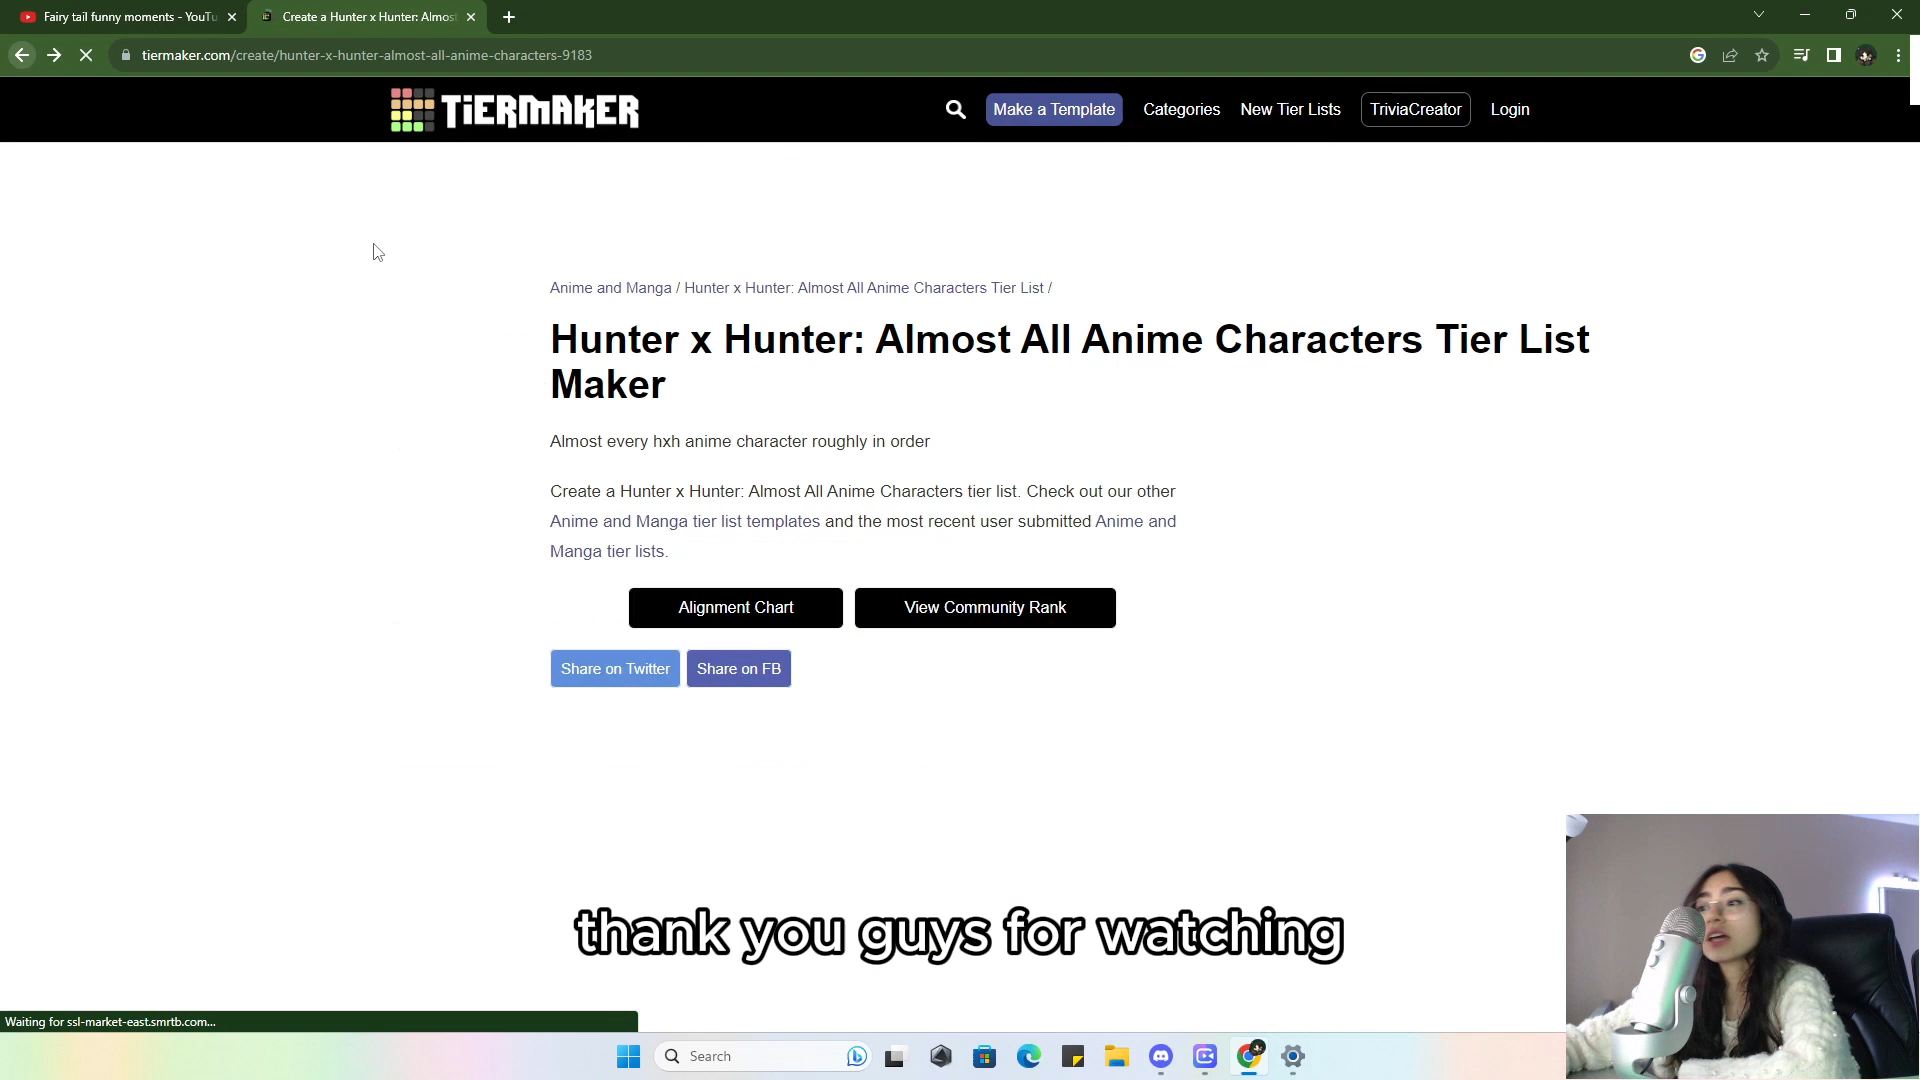 Fairy tail funny moments - YouTu
Create a Hunter x Hunter: Almost
tiermaker.com/create/hunter-x-hunter-almost-all-anime-characters-9183
TiERMAKER
Make a Template
Categories
New Tier Lists
TriviaCreator
Login
Anime and Manga / Hunter x Hunter: Almost All Anime Characters Tier List /
Hunter x Hunter: Almost All Anime Characters Tier List
Maker
Almost every hxh anime character roughly in order
Create a Hunter x Hunter: Almost All Anime Characters tier list. Check out our other
Anime and Manga tier list templates and the most recent user submitted Anime and
Manga tier lists.
Alignment Chart
View Community Rank
Share on Twitter
Share on FB
thank you guys for watching
Waiting for ssl-market-east.smrtb.com...
Search